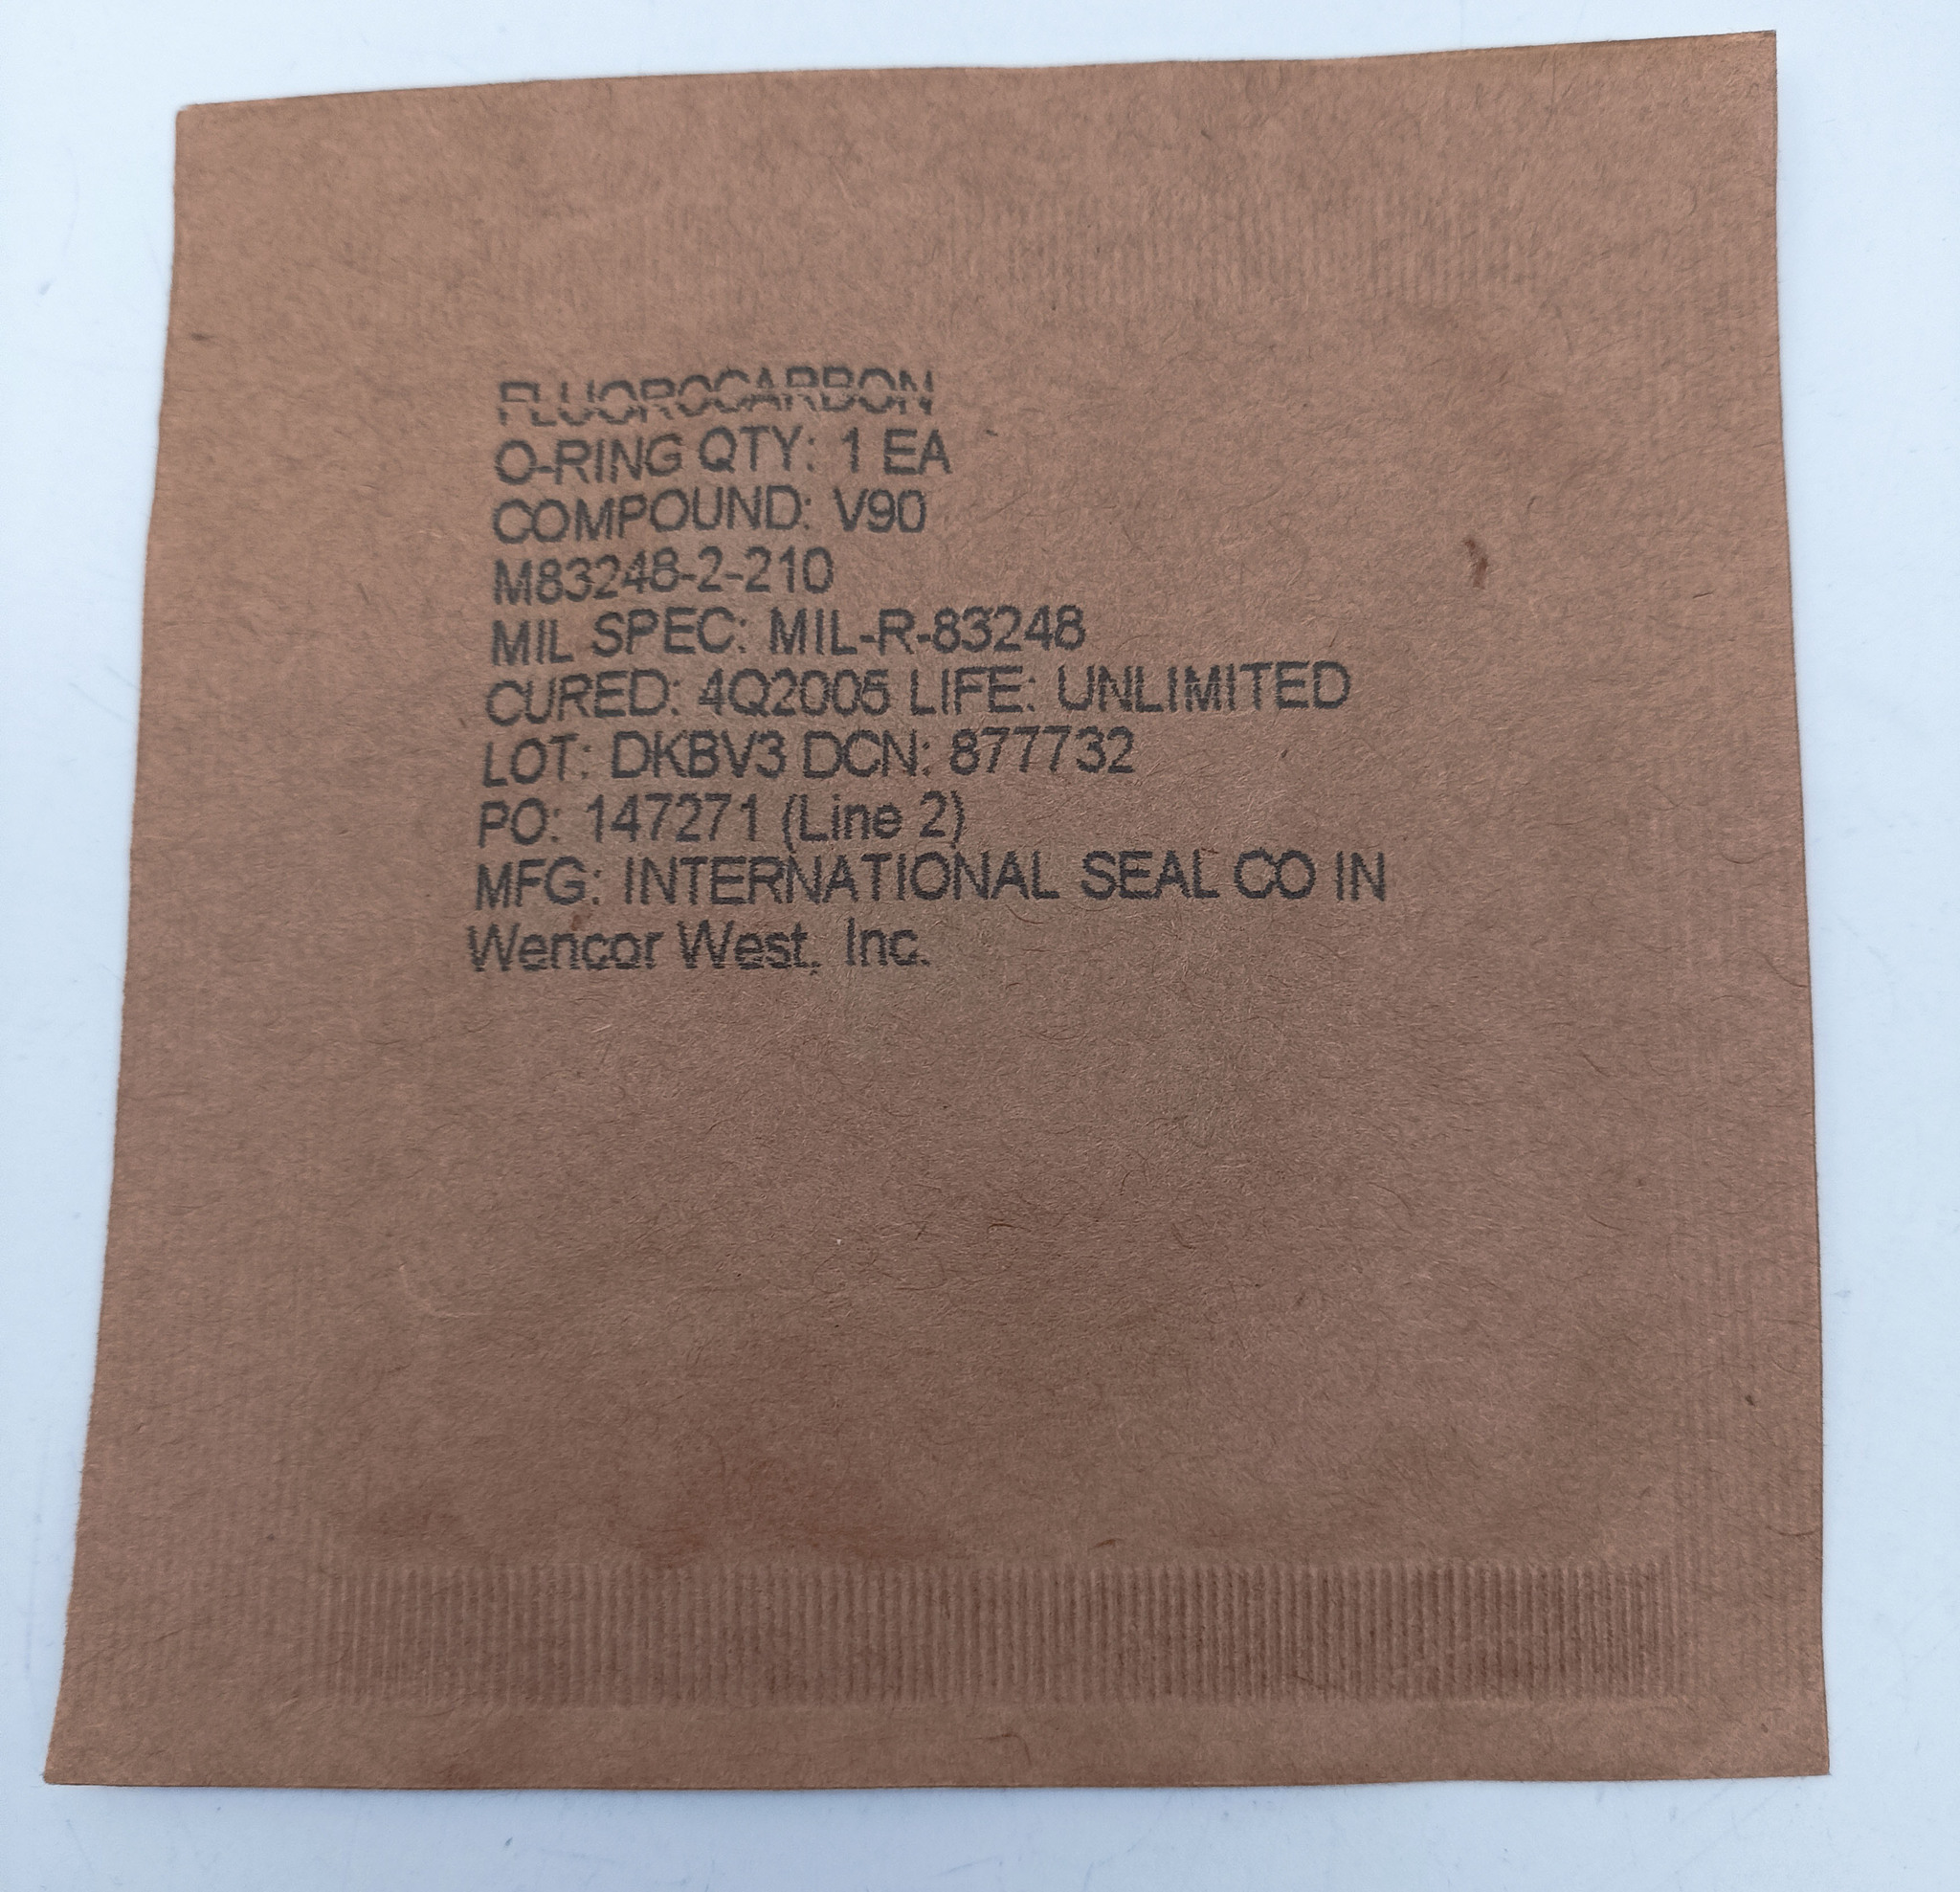 FLUOROCARBON
O-RING QTY: 1 EA
COMPOUND: V90
M83248-2-210
MIL SPEC: MIL-R-83248
CURED: 4Q2005 LIFE: UNLIMITED
LOT: DKBV3 DCN: 877732
PO: 147271 (Line 2)
MFG: INTERNATIONAL SEAL CO IN
Wencor West, Inc.